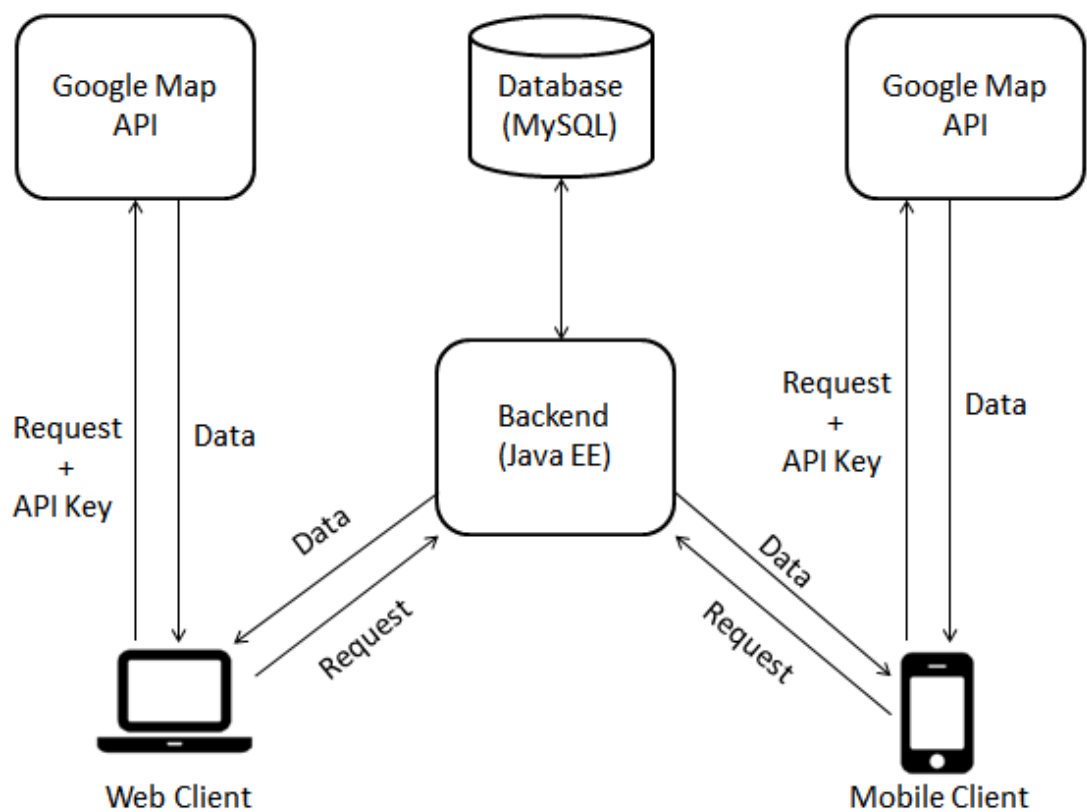 Google Map
API
Database
(MySQL)
Google Map
API
Request
+
API Key
Data
Backend
(Java EE)
Request
+
API Key
Data
Data
Request
Data
Request
Web Client
Mobile Client